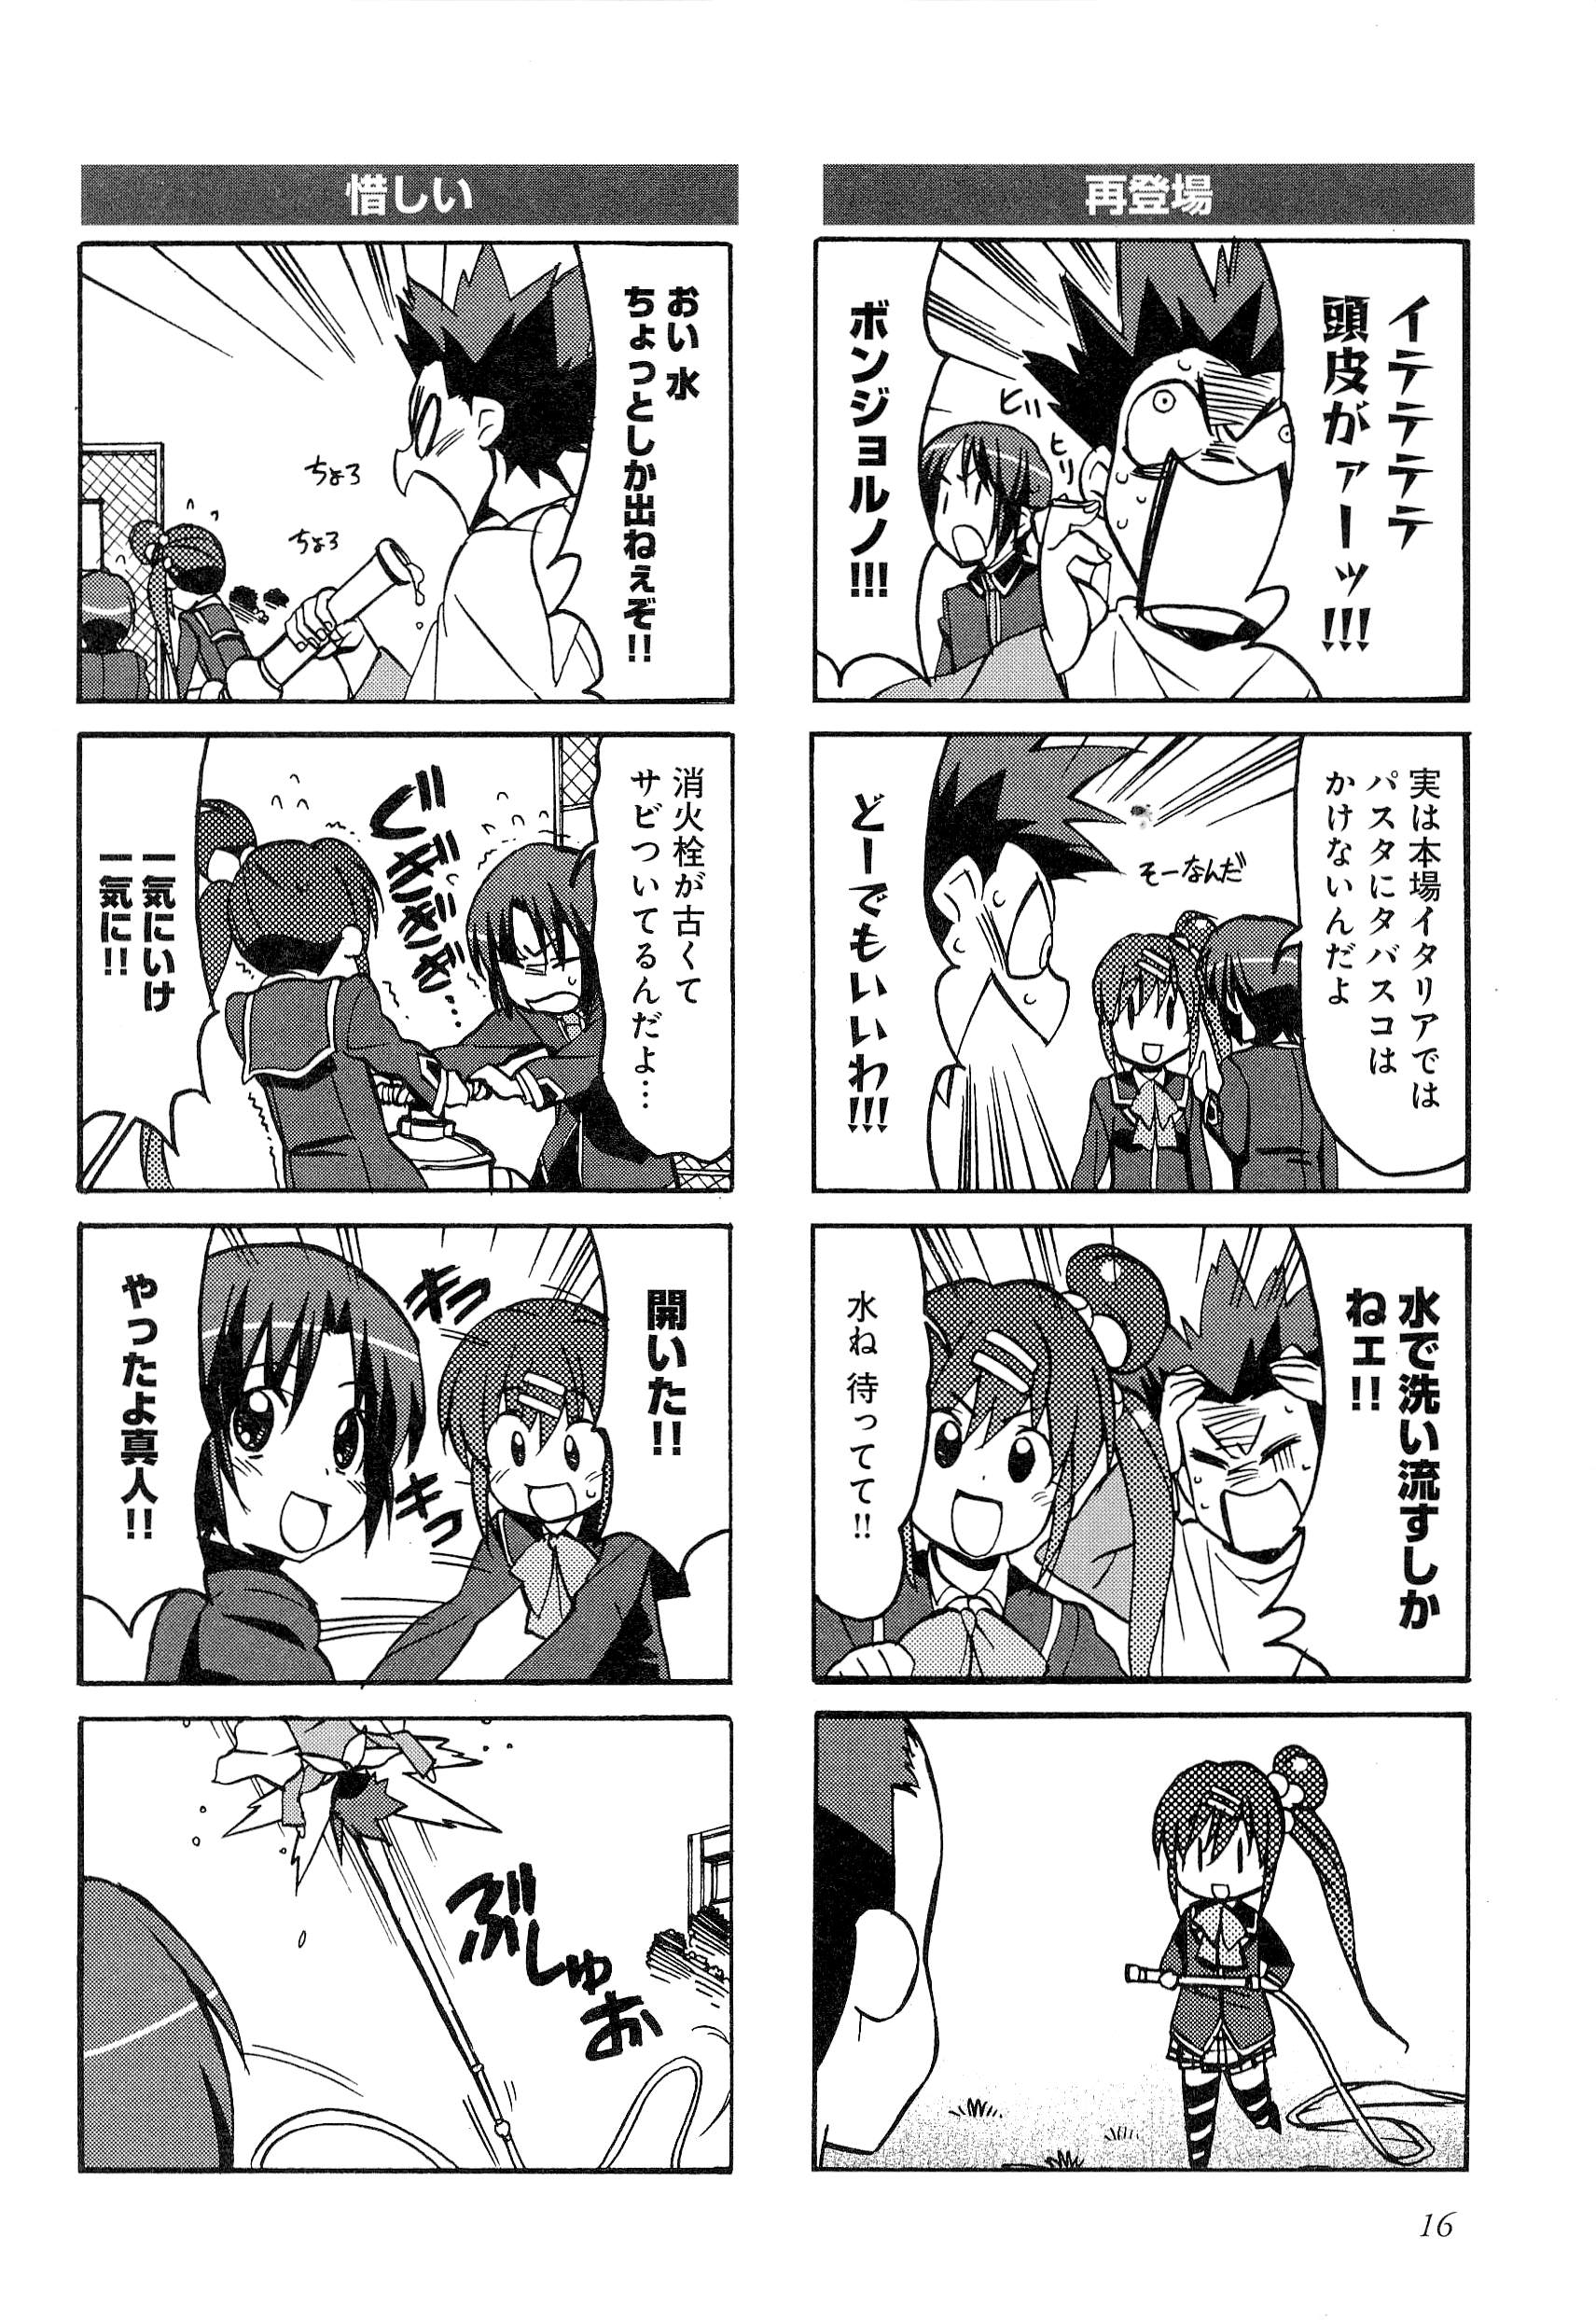 再登場
イテテテテテ
頭皮がァーッ!!!
ヒリ
ヒリ
ボンジョルノ!!!
実は本場イタリアでは
パスタにタバスコは
かけないんだよ
そーなんだ
どーでもいいわ!!!
水で洗い流すしか
ねェ!!
水ね 待ってて!!
惜しい
おい 水
ちょっとしか出ねぇぞ!!
ちょろ
ちょろ
消火栓が古くて
サビついてるんだよ…
ぐぎぎぎ…
一気にいけ
一気に!!
開いた!!
キュッ
キュッ
やったよ真人!!
ぶしゅお
16